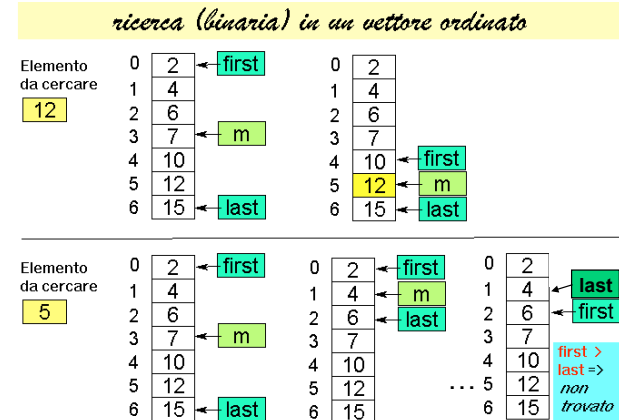 ricerca (binaria) in un vettore ordinato
Elemento
da cercare
12
0 2 first
1 4
2 6
3 7 m
4 10
5 12
6 15 last
0 2
1 4
2 6
3 7
4 10 first
5 12 m
6 15 last
Elemento
da cercare
5
0 2 first
1 4
2 6
3 7 m
4 10
5 12
6 15 last
0 2 first
1 4 m
2 6 last
3 7
4 10
5 12
6 15
...
0 2
1 4 last
2 6 first
3 7
4 10
5 12
6 15
first >
last =>
non
trovato